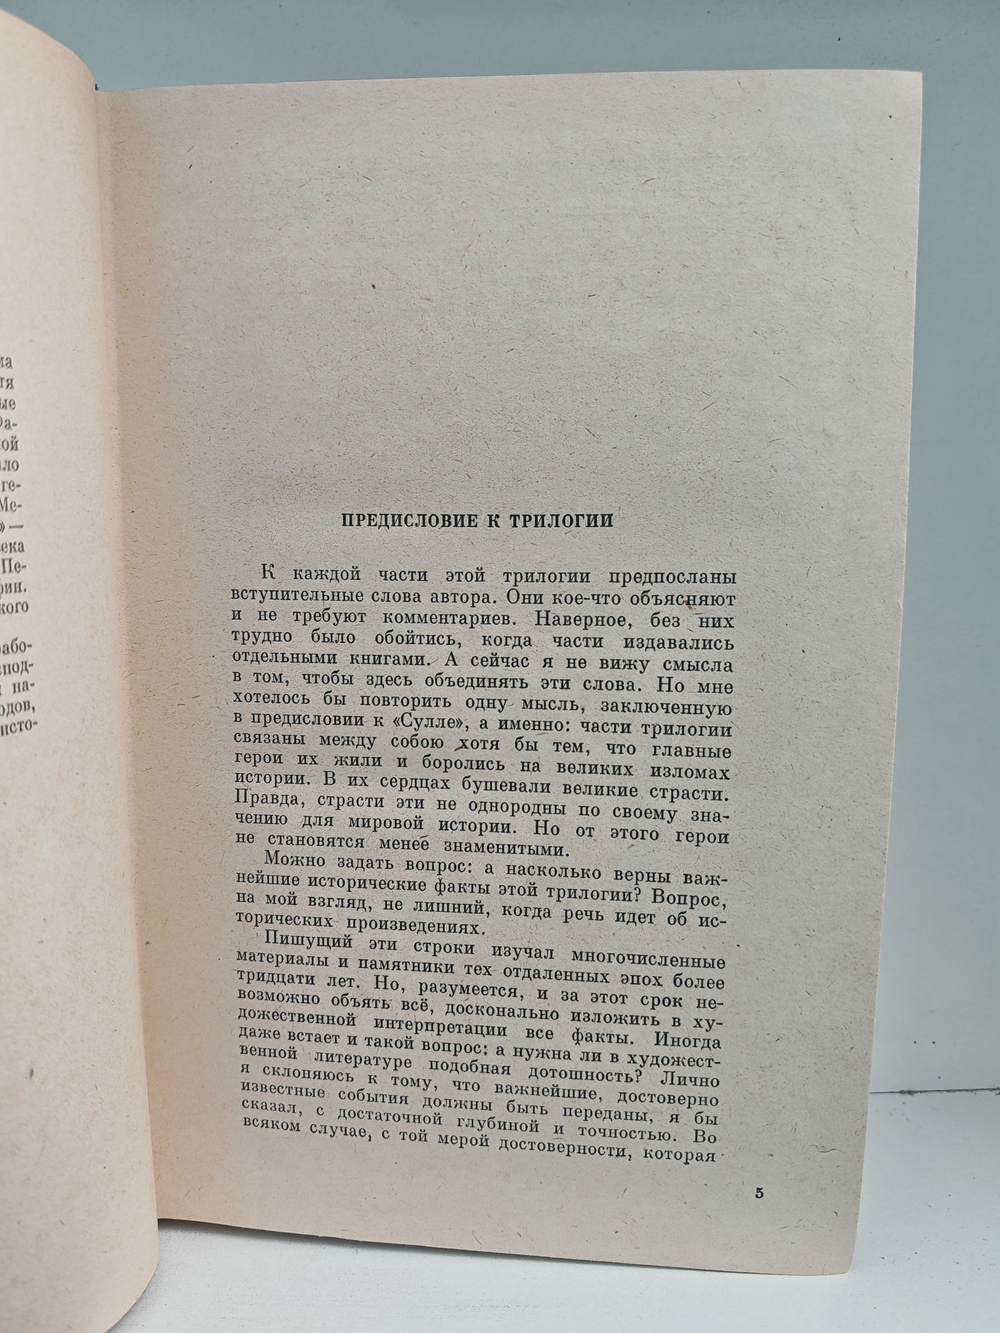 ПРЕДИСЛОВИЕ К ТРИЛОГИИ
К каждой части этой трилогии предпосланы
вступительные слова автора. Они кое-что объясняют
и не требуют комментариев. Наверное, без них
трудно было обойтись, когда части издавались
отдельными книгами. А сейчас я не вижу смысла
в том, чтобы здесь объединять эти слова. Но мне
хотелось бы повторить одну мысль, заключенную
в предисловии к «Сулле», а именно: части трилогии
связаны между собою хотя бы тем, что главные
герои их жили и боролись на великих изломах
истории. В их сердцах бушевали великие страсти.
Правда, страсти эти не однородны по своему зна-
чению для мировой истории. Но от этого герои
не становятся менее знаменитыми.
Можно задать вопрос: а насколько верны важ-
нейшие исторические факты этой трилогии? Вопрос,
на мой взгляд, не лишний, когда речь идет об ис-
торических произведениях.
Пишущий эти строки изучал многочисленные
материалы и памятники тех отдаленных эпох более
тридцати лет. Но, разумеется, и за этот срок не-
возможно объять всё, досконально изложить в ху-
дожественной интерпретации все факты. Иногда
даже встает и такой вопрос: а нужна ли в художест-
венной литературе подобная дотошность? Лично
я склоняюсь к тому, что важнейшие, достоверно
известные события должны быть переданы, я бы
сказал, с достаточной глубиной и точностью. Во
всяком случае, с той мерой достоверности, которая
5